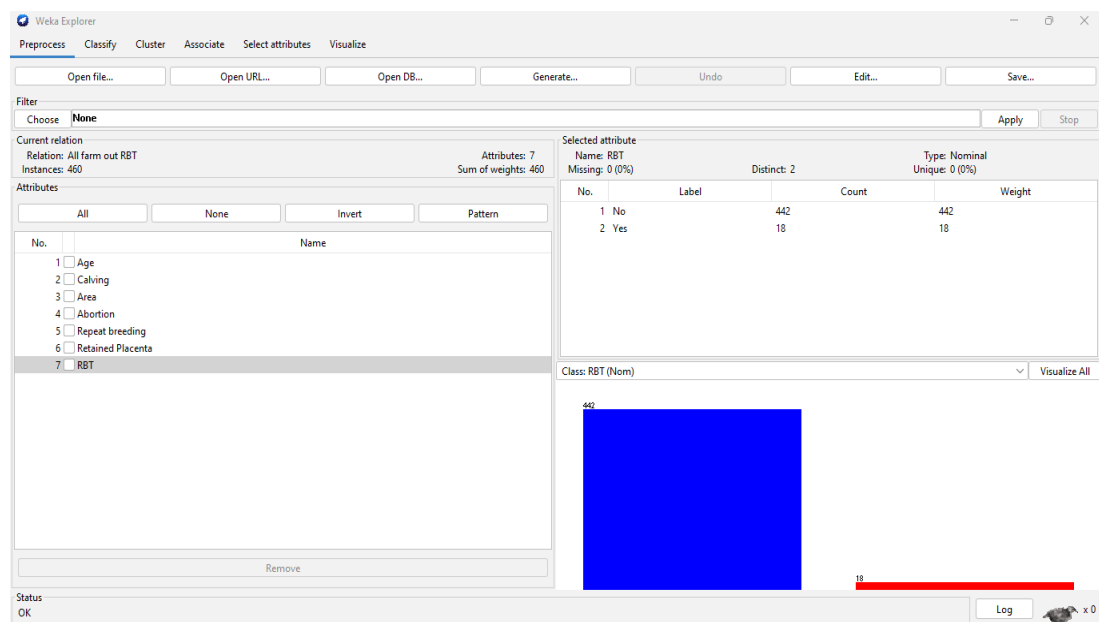 Weka Explorer
Preprocess Classify Cluster Associate Select attributes Visualize
Open file... Open URL... Open DB... Generate... Undo Edit... Save...
Filter
Choose None Apply Stop
Current relation
Relation: All farm out RBT Attributes: 7
Instances: 460 Sum of weights: 460
Selected attribute
Name: RBT Type: Nominal
Missing: 0 (0%) Distinct: 2 Unique: 0 (0%)
Attributes
All None Invert Pattern
No. Name
1 Age
2 Calving
3 Area
4 Abortion
5 Repeat breeding
6 Retained Placenta
7 RBT
Remove
No. Label Count Weight
1 No 442 442
2 Yes 18 18
Class: RBT (Nom) Visualize All
442
18
Status
OK
Log x 0